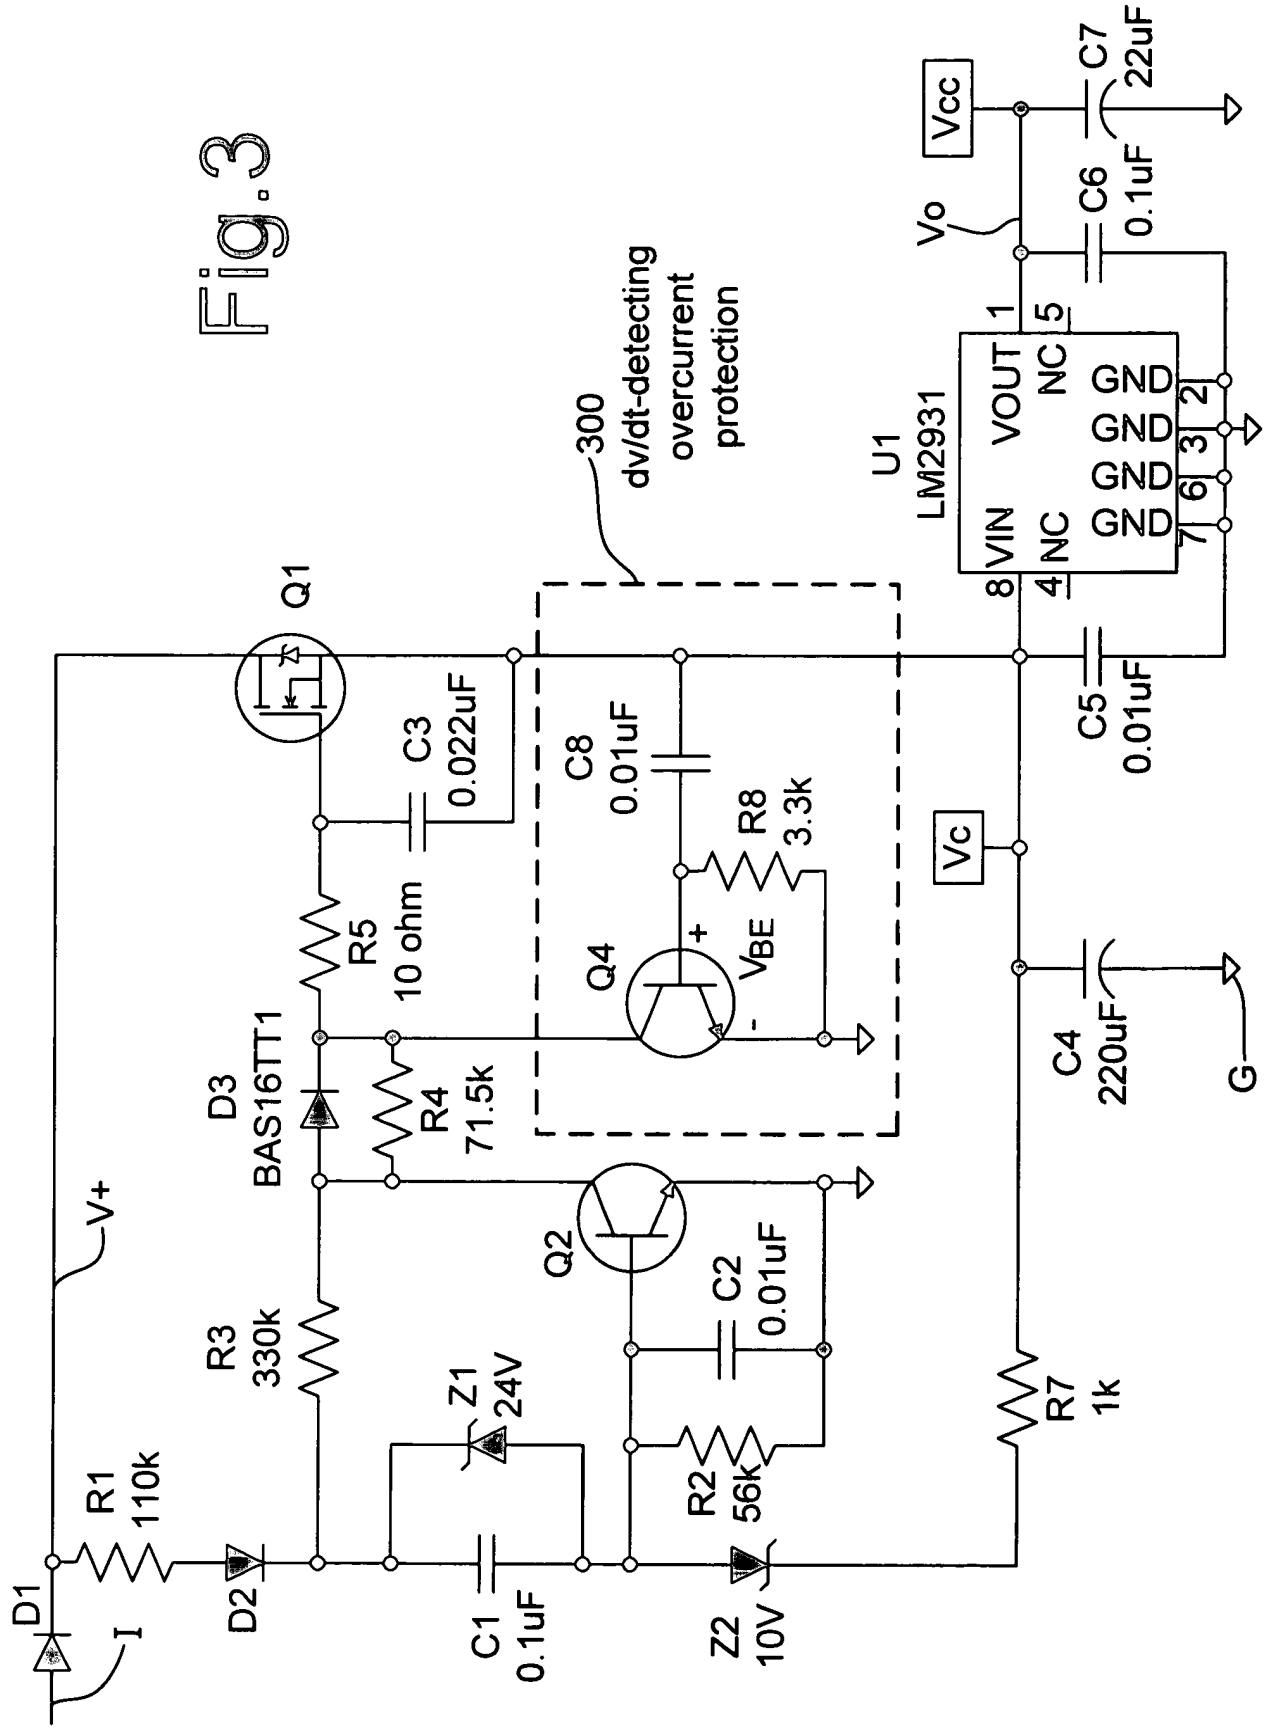 Fig.3
D1
I
V+
R1
110k
D2
R3
330k
D3
BAS16TT1
R5
10 ohm
Q1
C3
0.022uF
R4
71.5k
C1
0.1uF
Z1
24V
Q2
R2
56k
C2
0.01uF
Z2
10V
Q4
+
VBE
-
C8
0.01uF
R8
3.3k
300
dv/dt-detecting
overcurrent
protection
R7
1k
C4
220uF
G
Vc
C5
0.01uF
U1
LM2931
8
VIN
VOUT
1
4
NC
NC
5
GND
GND
GND
GND
7
6
3
2
Vo
C6
0.1uF
Vcc
C7
22uF